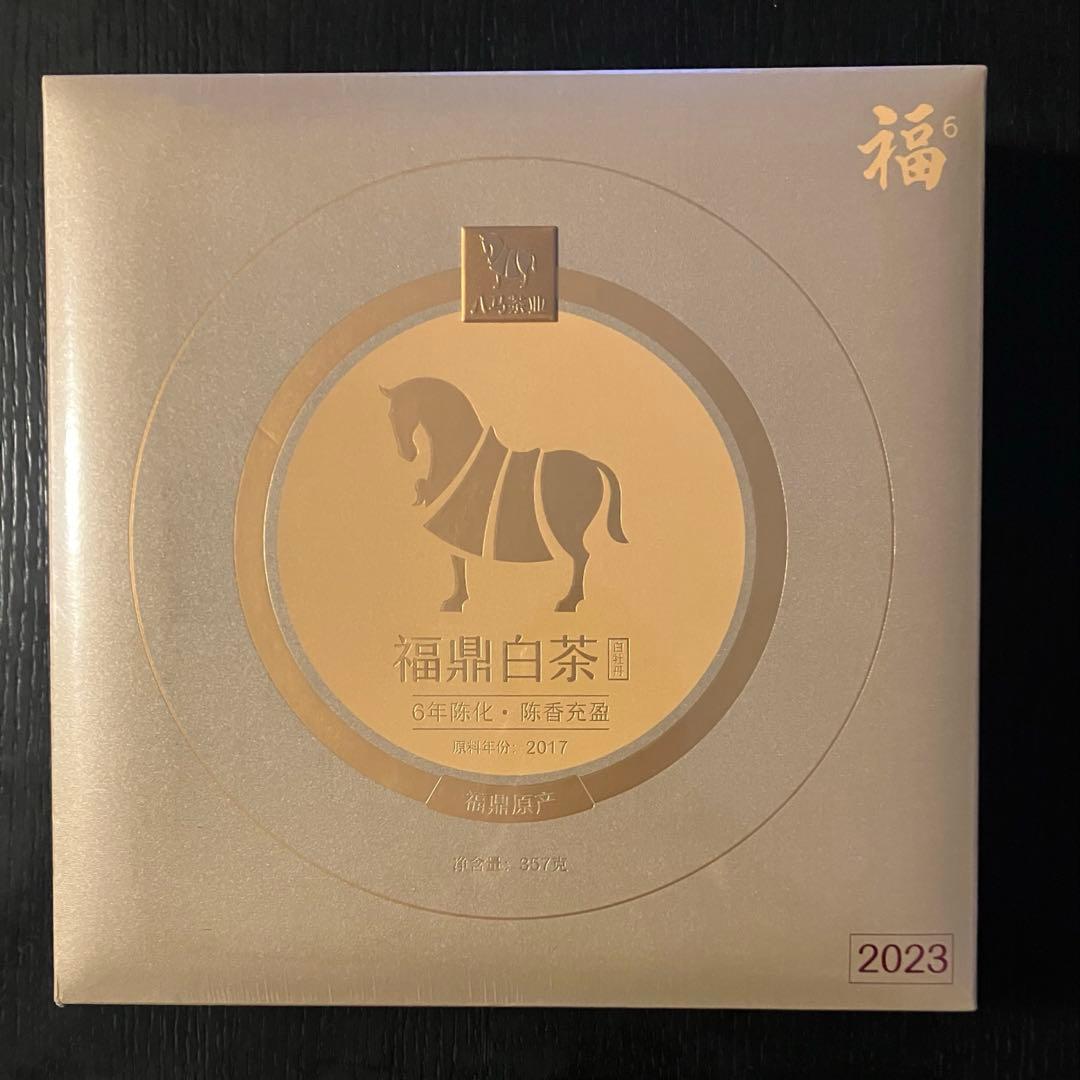 福6
八马茶业
福鼎白茶 白牡丹
6年陈化·陈香充盈
原料年份：2017
福鼎原产
净含量：357克
2023